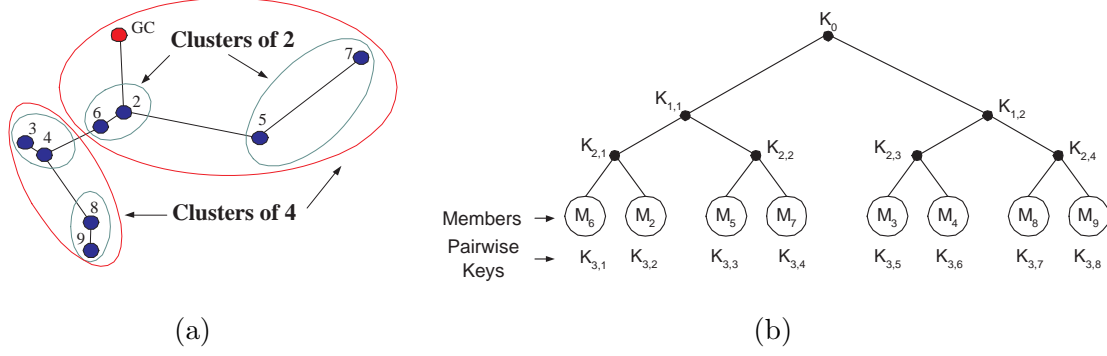 GC
Clusters of 2
7
6 2
5
3 4
8
9
Clusters of 4
(a)
K0
K1,1 K1,2
K2,1 K2,2 K2,3 K2,4
Members M6 M2 M5 M7 M3 M4 M8 M9
Pairwise
Keys
K3,1 K3,2 K3,3 K3,4 K3,5 K3,6 K3,7 K3,8
(b)